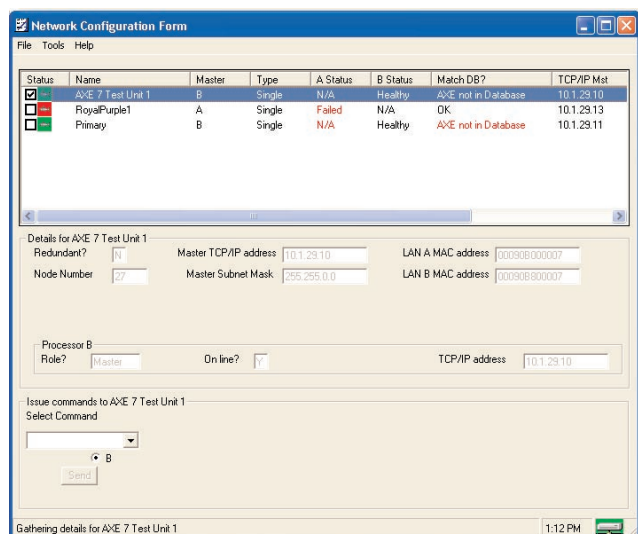 Network Configuration Form
File Tools Help
Status Name Master Type A Status B Status Match DB? TCP/IP Mst
AXE 7 Test Unit 1 B Single N/A Healthy AXE not in Database 10.1.29.10
RoyalPurple1 A Single Failed N/A OK 10.1.29.13
Primary B Single N/A Healthy AXE not in Database 10.1.29.11
Details for AXE 7 Test Unit 1
Redundant? N Master TCP/IP address 10.1.29.10 LAN A MAC address 00090B000007
Node Number 27 Master Subnet Mask 255.255.0.0 LAN B MAC address 00090B800007
Processor B
Role? Master On line? Y TCP/IP address 10.1.29.10
Issue commands to AXE 7 Test Unit 1
Select Command
B
Send
Gathering details for AXE 7 Test Unit 1 1:12 PM